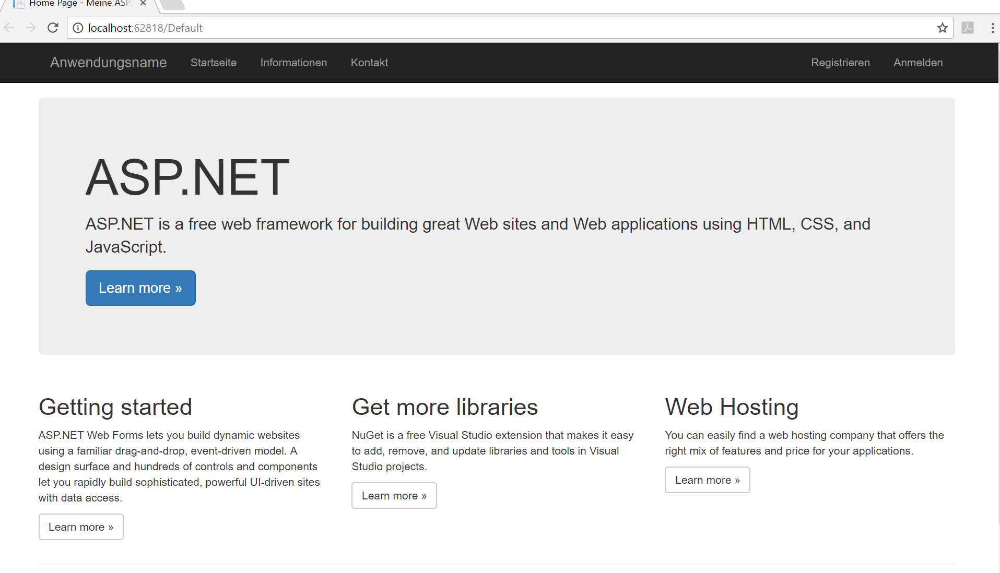 Home Page - Meine ASP.
localhost:62818/Default
Anwendungsname Startseite Informationen Kontakt Registrieren Anmelden
ASP.NET
ASP.NET is a free web framework for building great Web sites and Web applications using HTML, CSS, and
JavaScript.
Learn more »
Getting started
ASP.NET Web Forms lets you build dynamic websites
using a familiar drag-and-drop, event-driven model. A
design surface and hundreds of controls and components
let you rapidly build sophisticated, powerful UI-driven sites
with data access.
Learn more »
Get more libraries
NuGet is a free Visual Studio extension that makes it easy
to add, remove, and update libraries and tools in Visual
Studio projects.
Learn more »
Web Hosting
You can easily find a web hosting company that offers the
right mix of features and price for your applications.
Learn more »